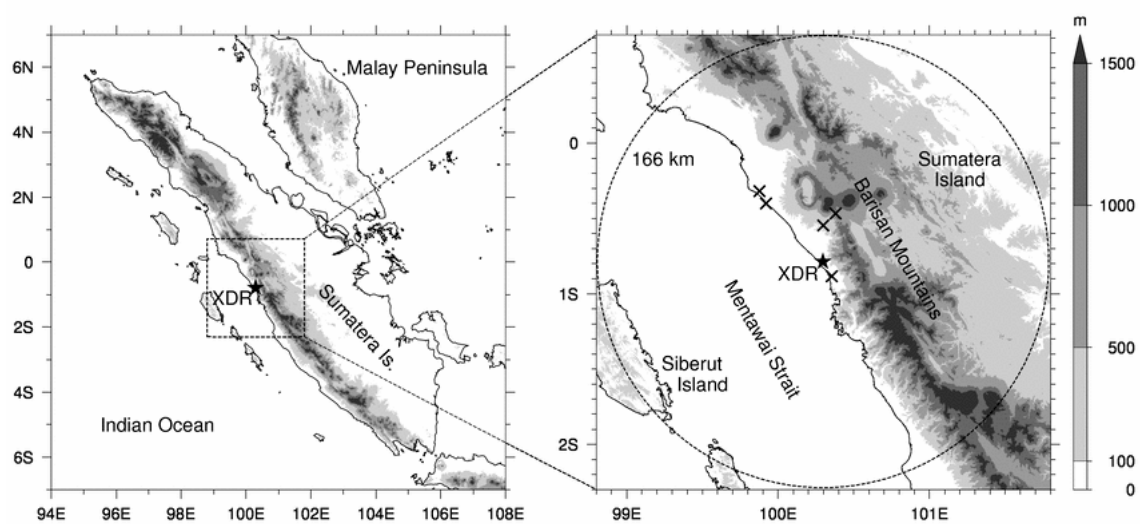 6N
4N
2N
0
2S
4S
6S
94E 96E 98E 100E 102E 104E 106E 108E
Malay Peninsula
XDR
Sumatera Is
Indian Ocean
0
1S
2S
99E 100E 101E
166 km
Sumatera
Island
Barisan Mountains
XDR
Mentawai Strait
Siberut
Island
m
1500
1000
500
100
0